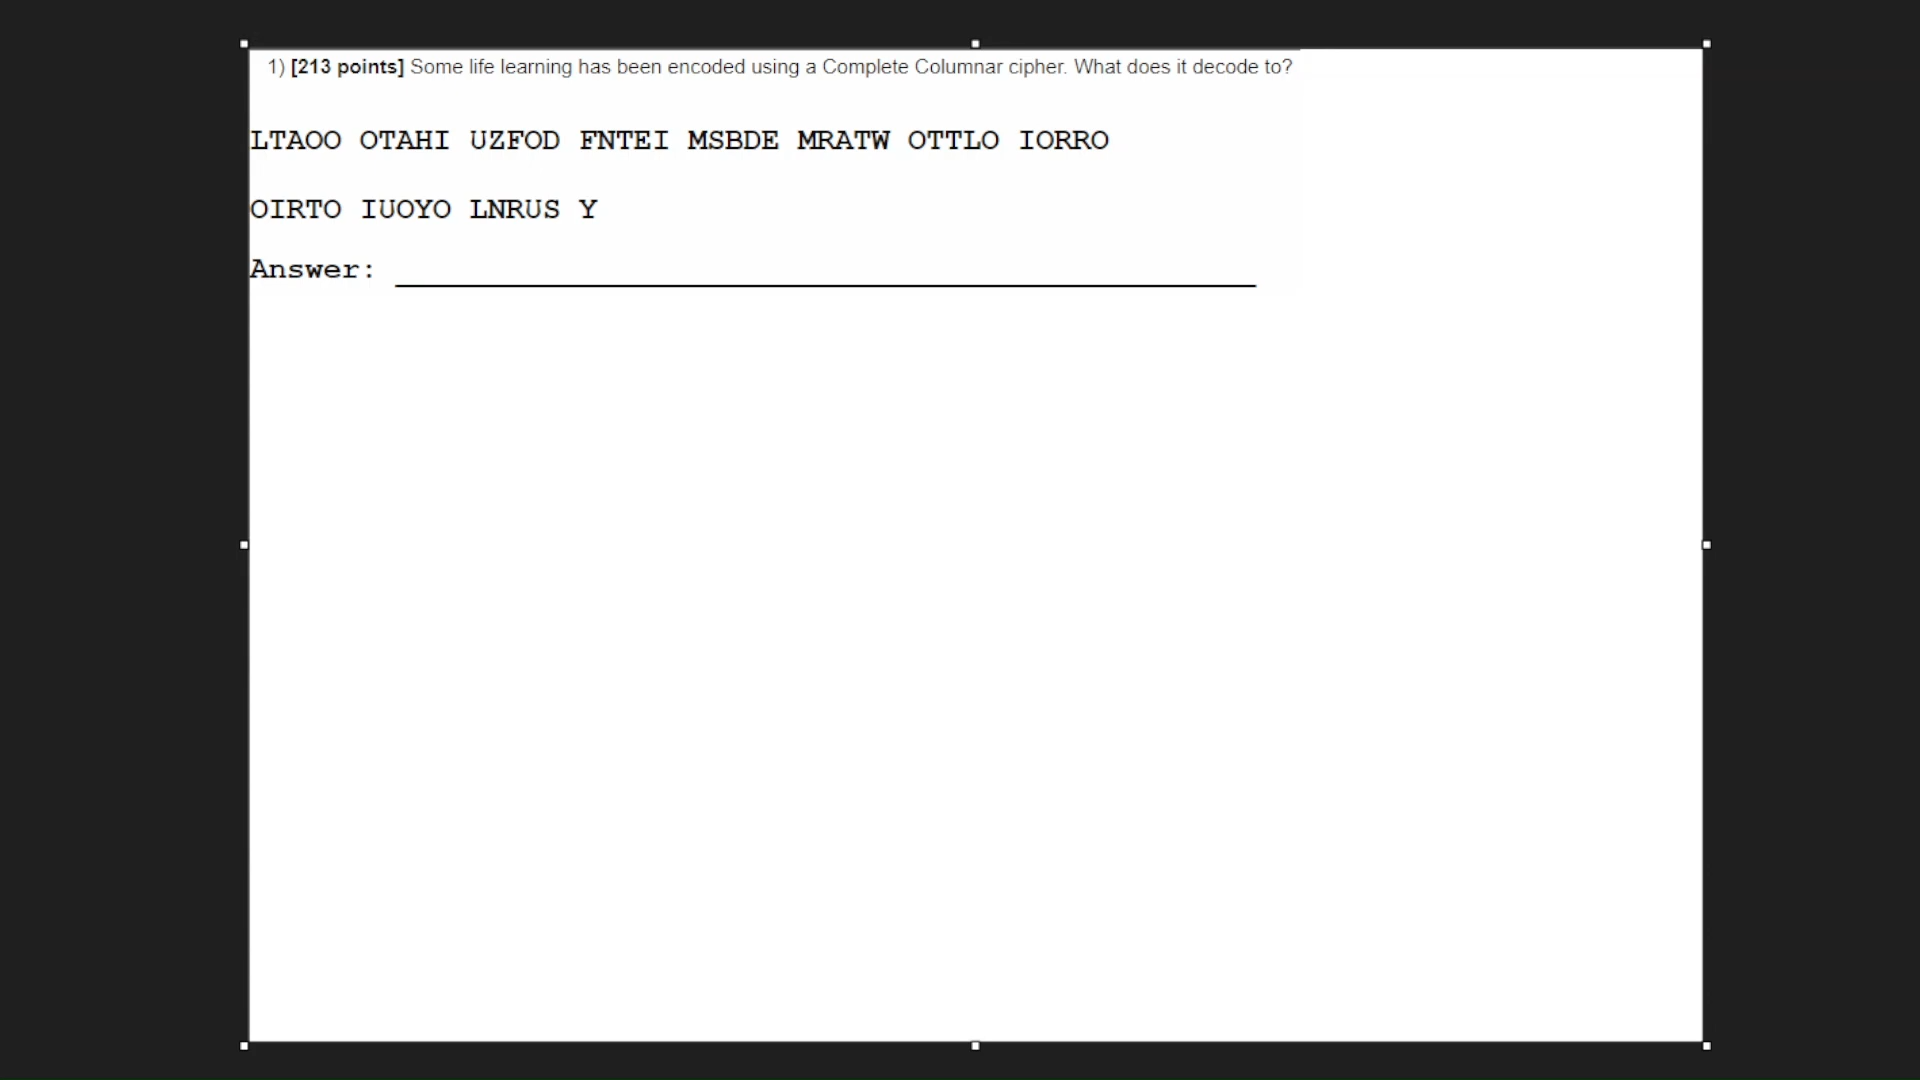 1) [213 points] Some life learning has been encoded using a Complete Columnar cipher. What does it decode to?
LTAOO OTAHI UZFOD FNTEI MSBDE MRATW OTTLO IORRO
OIRTO IUOYO LNRUS Y
Answer: